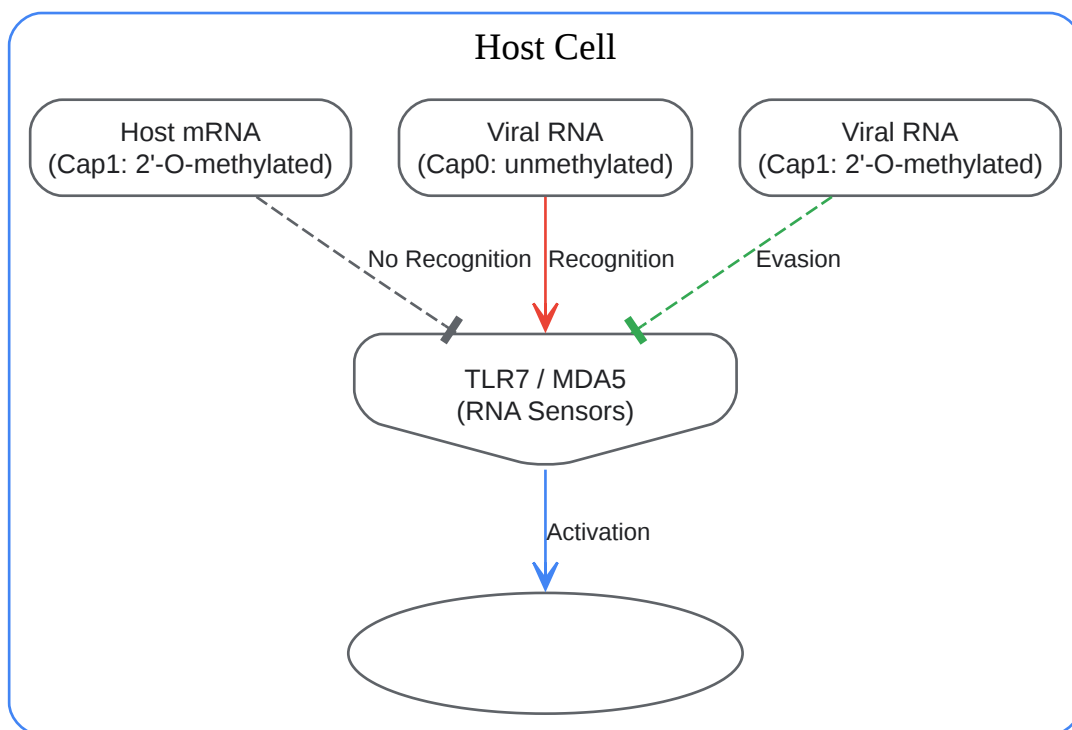 Host Cell
Host mRNA
(Cap1: 2'-O-methylated)
Viral RNA
(Cap0: unmethylated)
Viral RNA
(Cap1: 2'-O-methylated)
No Recognition
Recognition
Evasion
TLR7 / MDA5
(RNA Sensors)
Activation